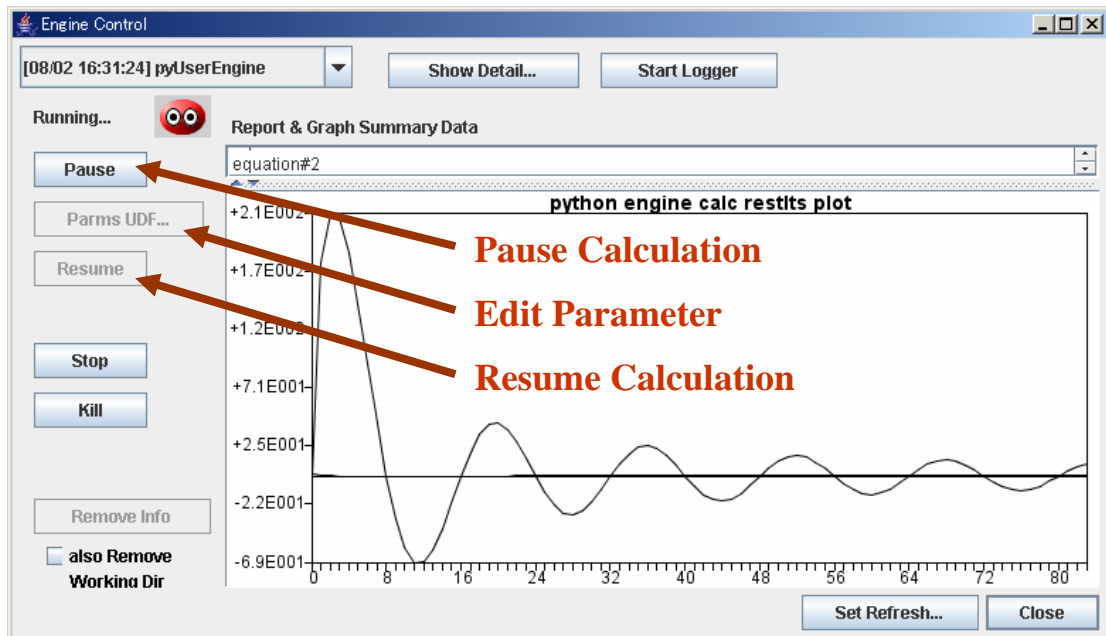 Engine Control
[08/02 16:31:24] pyUserEngine
Show Detail...
Start Logger
Running...
Report & Graph Summary Data
equation#2
Pause
Parms UDF...
Resume
Stop
Kill
Remove Info
also Remove
Working Dir
python engine calc restlts plot
+2.1E002
+1.7E002
+1.2E002
+7.1E001
+2.5E001
-2.2E001
-6.9E001
0 8 16 24 32 40 48 56 64 72 80
Pause Calculation
Edit Parameter
Resume Calculation
Set Refresh...
Close